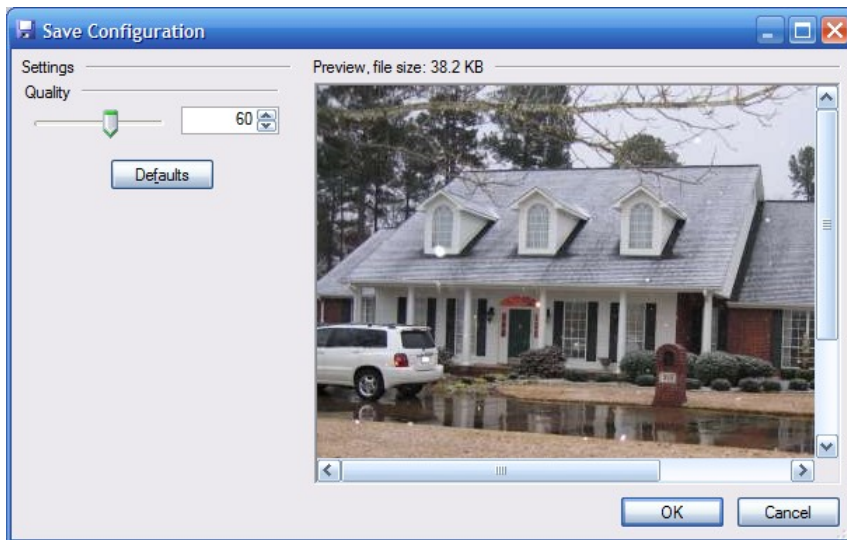 Save Configuration
Settings
Quality
60
Defaults
Preview, file size: 38.2 KB
OK
Cancel